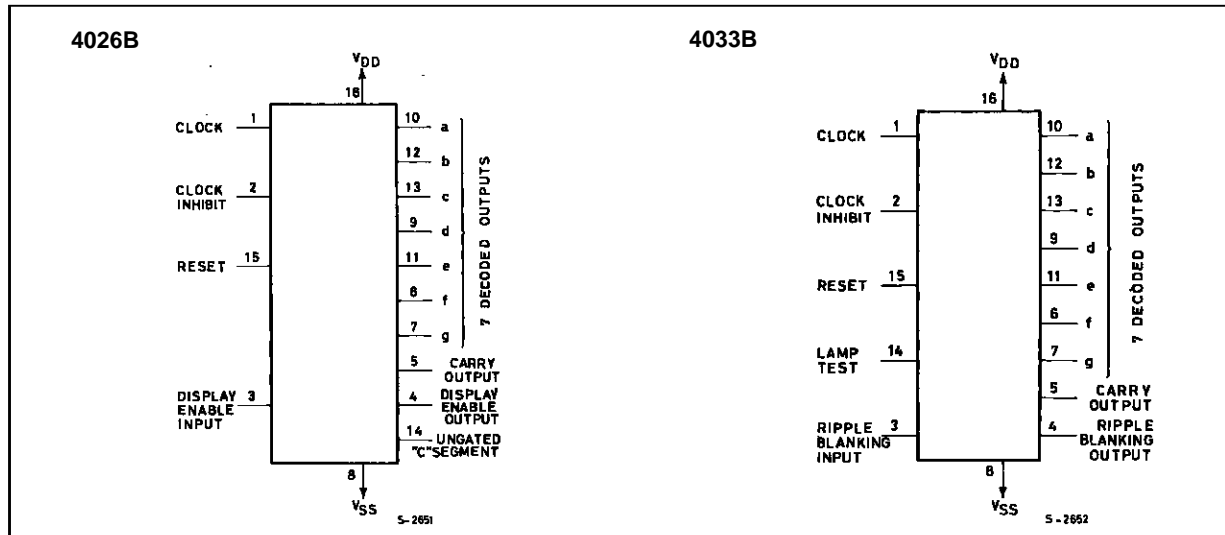 4026B
VDD
16
CLOCK 1
10 a
12 b
CLOCK INHIBIT 2
13 c
9 d
RESET 15
11 e
6 f
7 g
7 DECODED OUTPUTS
5 CARRY OUTPUT
DISPLAY ENABLE INPUT 3
4 DISPLAY ENABLE OUTPUT
14 UNGATED "C" SEGMENT
8
VSS
S-2651
4033B
VDD
16
CLOCK 1
10 a
12 b
CLOCK INHIBIT 2
13 c
9 d
RESET 15
11 e
6 f
LAMP TEST 14
7 g
7 DECODED OUTPUTS
5 CARRY OUTPUT
RIPPLE BLANKING INPUT 3
4 RIPPLE BLANKING OUTPUT
8
VSS
S-2652